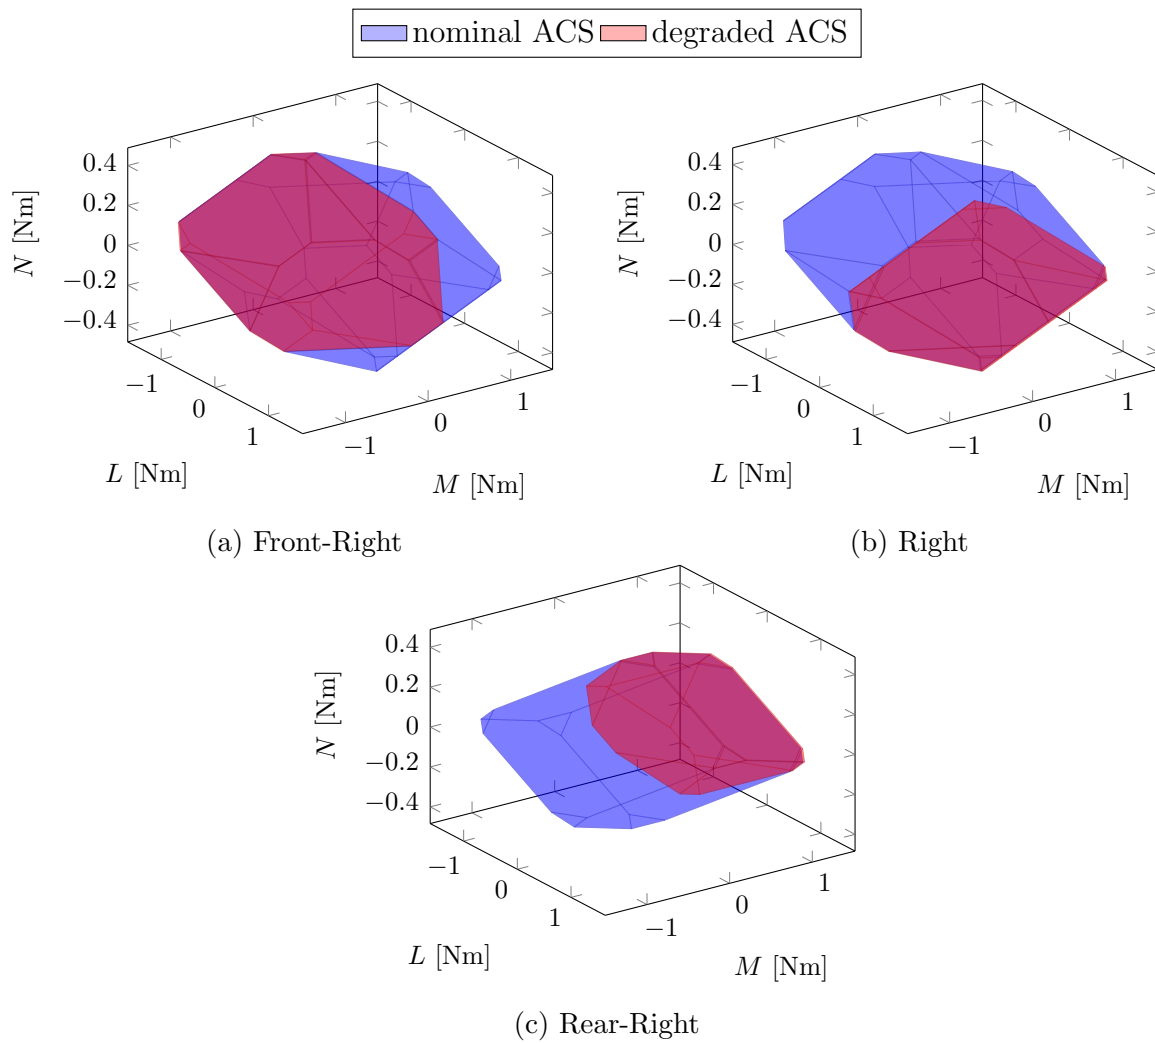 nominal ACS degraded ACS
0.4
0.2
0
−0.2
−0.4
N [Nm]
−1
0
1
L [Nm]
−1
0
1
M [Nm]
(a) Front-Right
0.4
0.2
0
−0.2
−0.4
N [Nm]
−1
0
1
L [Nm]
−1
0
1
M [Nm]
(b) Right
0.4
0.2
0
−0.2
−0.4
N [Nm]
−1
0
1
L [Nm]
−1
0
1
M [Nm]
(c) Rear-Right